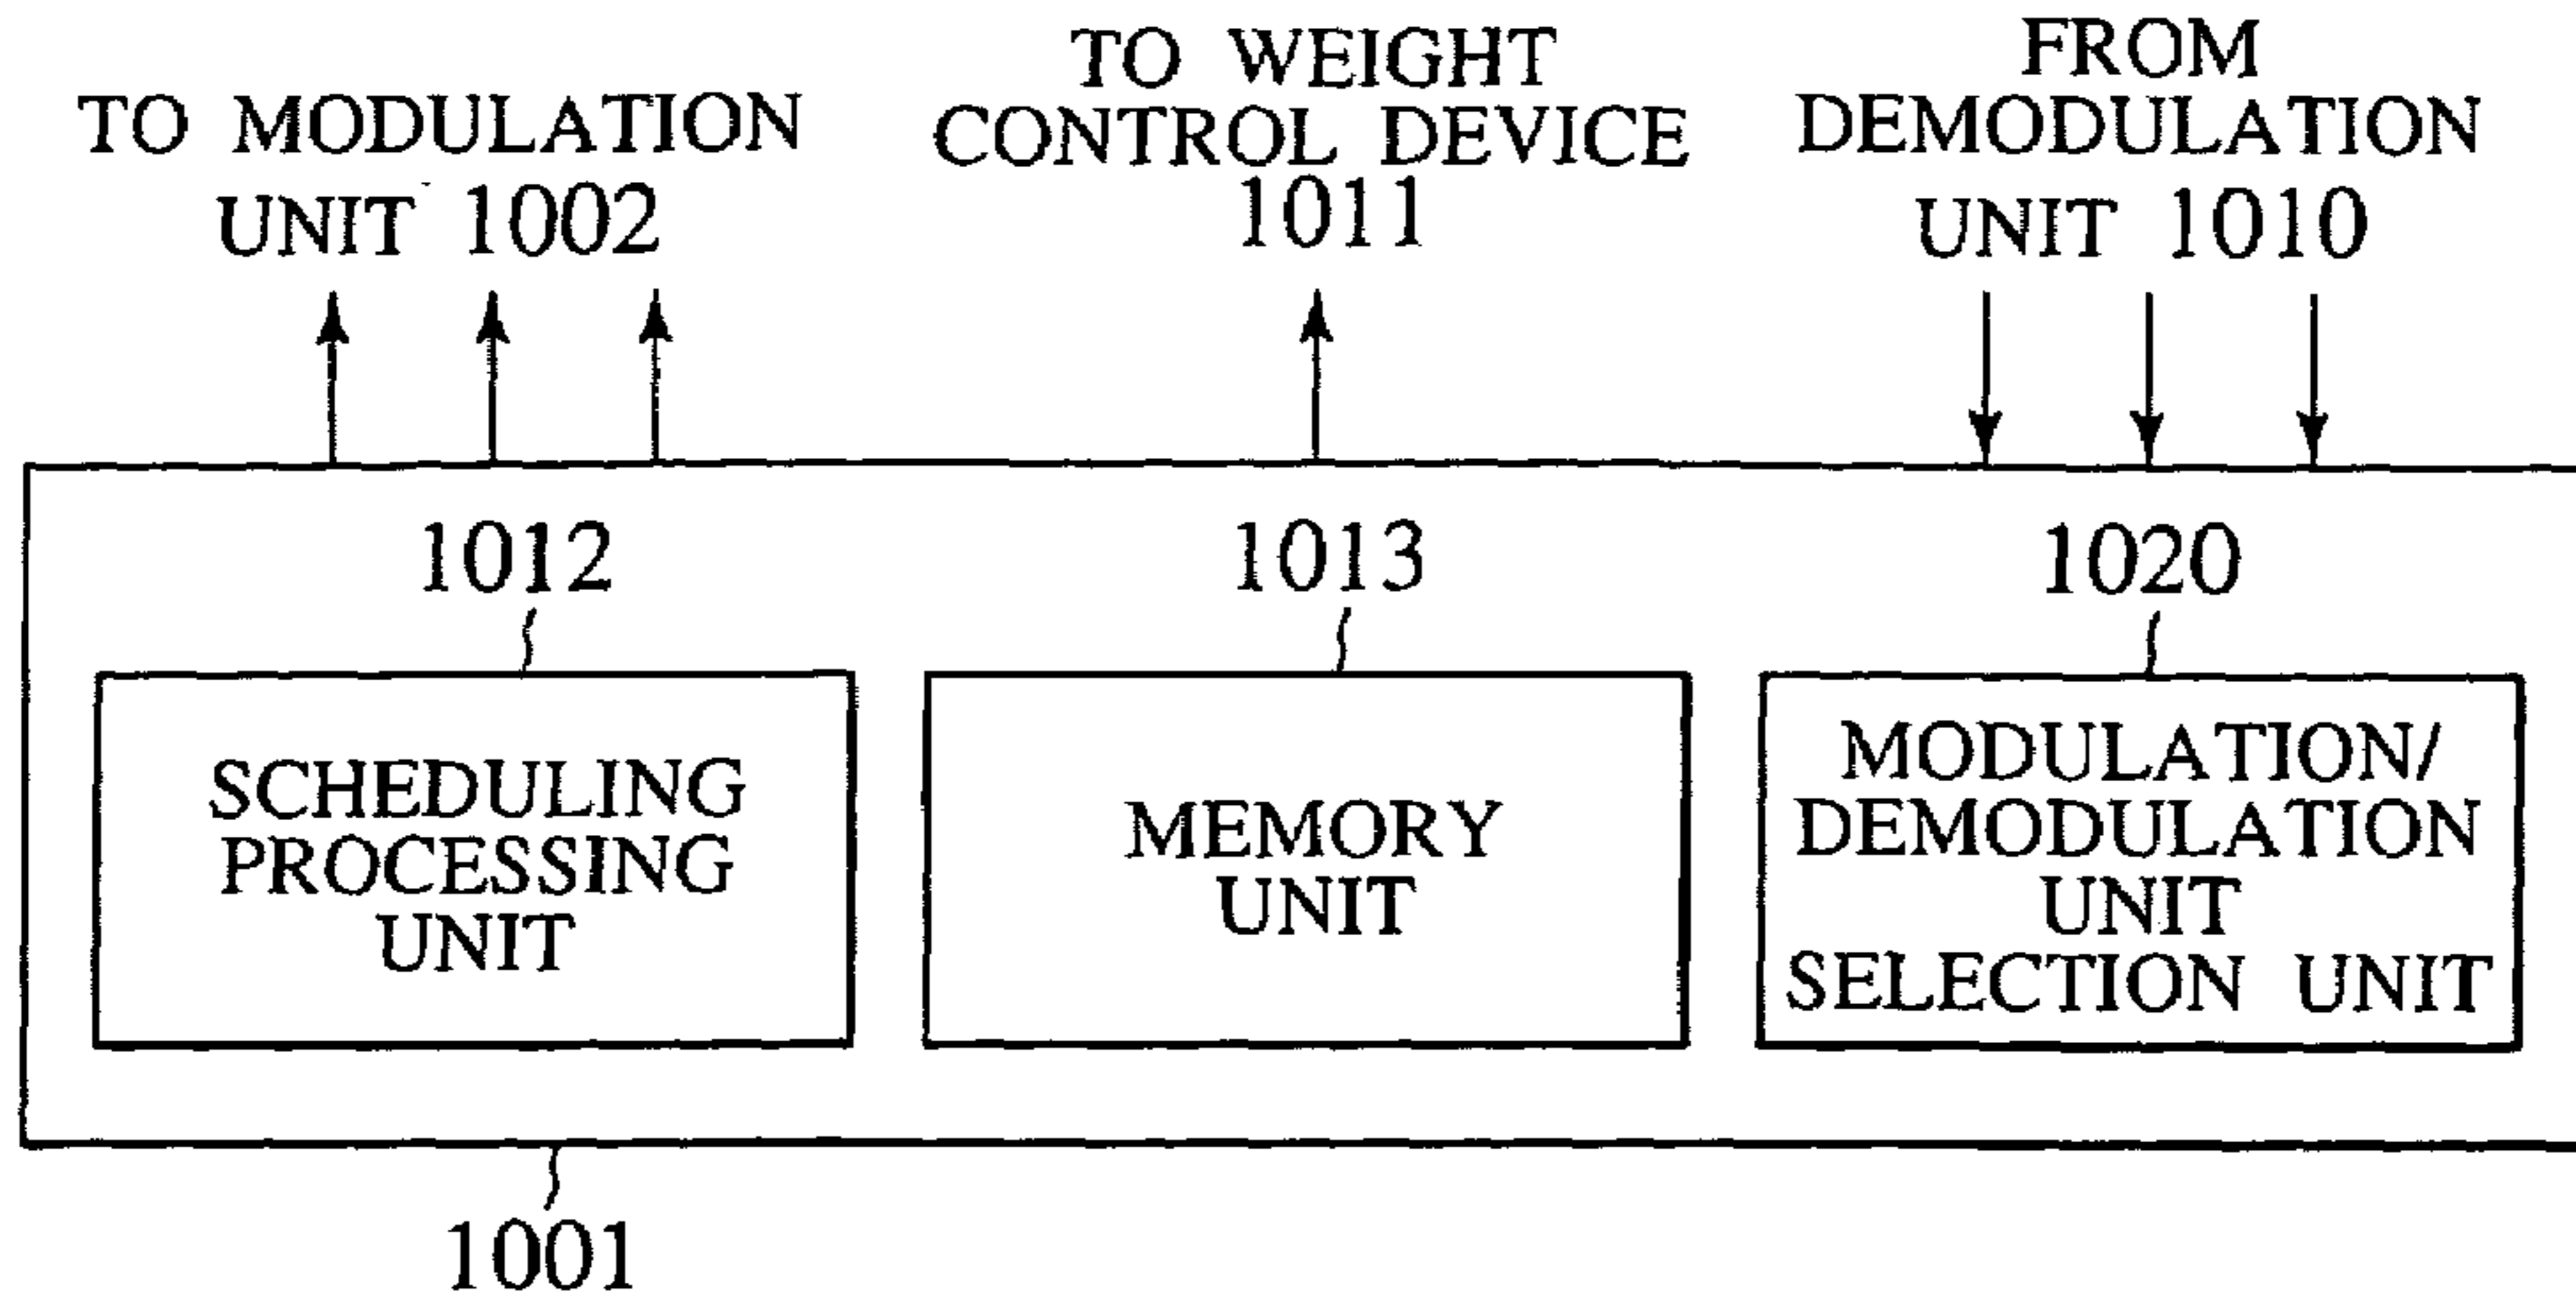 TO MODULATION
UNIT 1002
TO WEIGHT
CONTROL DEVICE
1011
FROM
DEMODULATION
UNIT 1010
1012
1013
1020
SCHEDULING
PROCESSING
UNIT
MEMORY
UNIT
MODULATION/
DEMODULATION
UNIT
SELECTION UNIT
1001